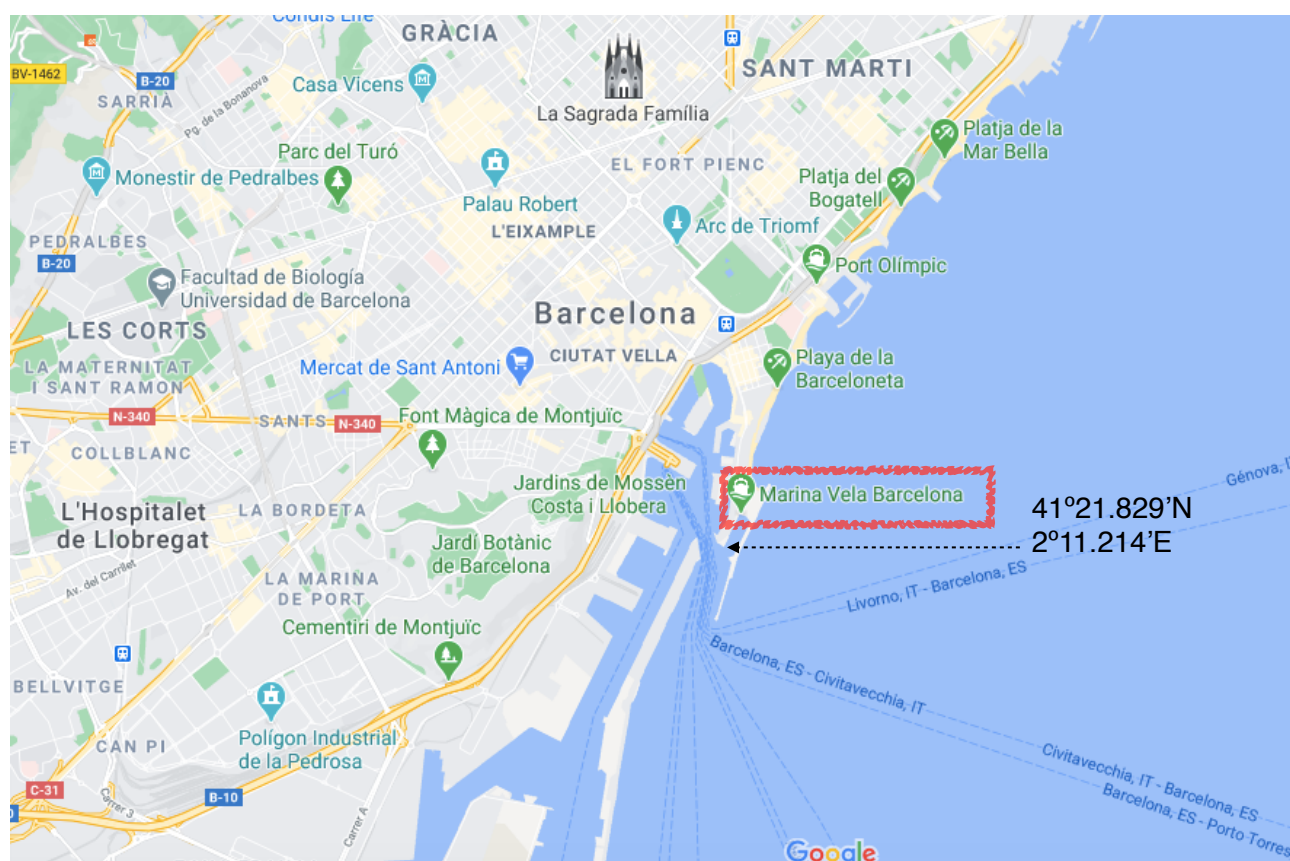 Condis Life
GRÀCIA
SANT MARTI
BV-1462
B-20
Casa Vicens
SARRIÀ
Pg. de la Bonanova
La Sagrada Família
Platja de la
Mar Bella
Parc del Turó
EL FORT PIENC
Monestir de Pedralbes
Platja del
Bogatell
Palau Robert
L'EIXAMPLE
Arc de Triomf
PEDRALBES
B-20
Port Olímpic
Facultad de Biología
Universidad de Barcelona
Barcelona
LES CORTS
CIUTAT VELLA
LA MATERNITAT
I SANT RAMON
Mercat de Sant Antoni
Playa de la
Barceloneta
N-340
SANTS
N-340
Font Màgica de Montjuïc
ET
COLLBLANC
Génova, I
Jardins de Mossèn
Costa i Llobera
Marina Vela Barcelona
L'Hospitalet
de Llobregat
LA BORDETA
41º21.829’N
2º11.214’E
Jardí Botànic
de Barcelona
Av. del Carrilet
LA MARINA
DE PORT
Livorno, IT - Barcelona, ES
Cementiri de Montjuïc
Barcelona, ES - Civitavecchia, IT
BELLVITGE
Polígon Industrial
de la Pedrosa
CAN PI
Civitavecchia, IT - Barcelona, ES
Barcelona, ES - Porto Torres
C-31
B-10
Carrer 3
Carrer A
Google